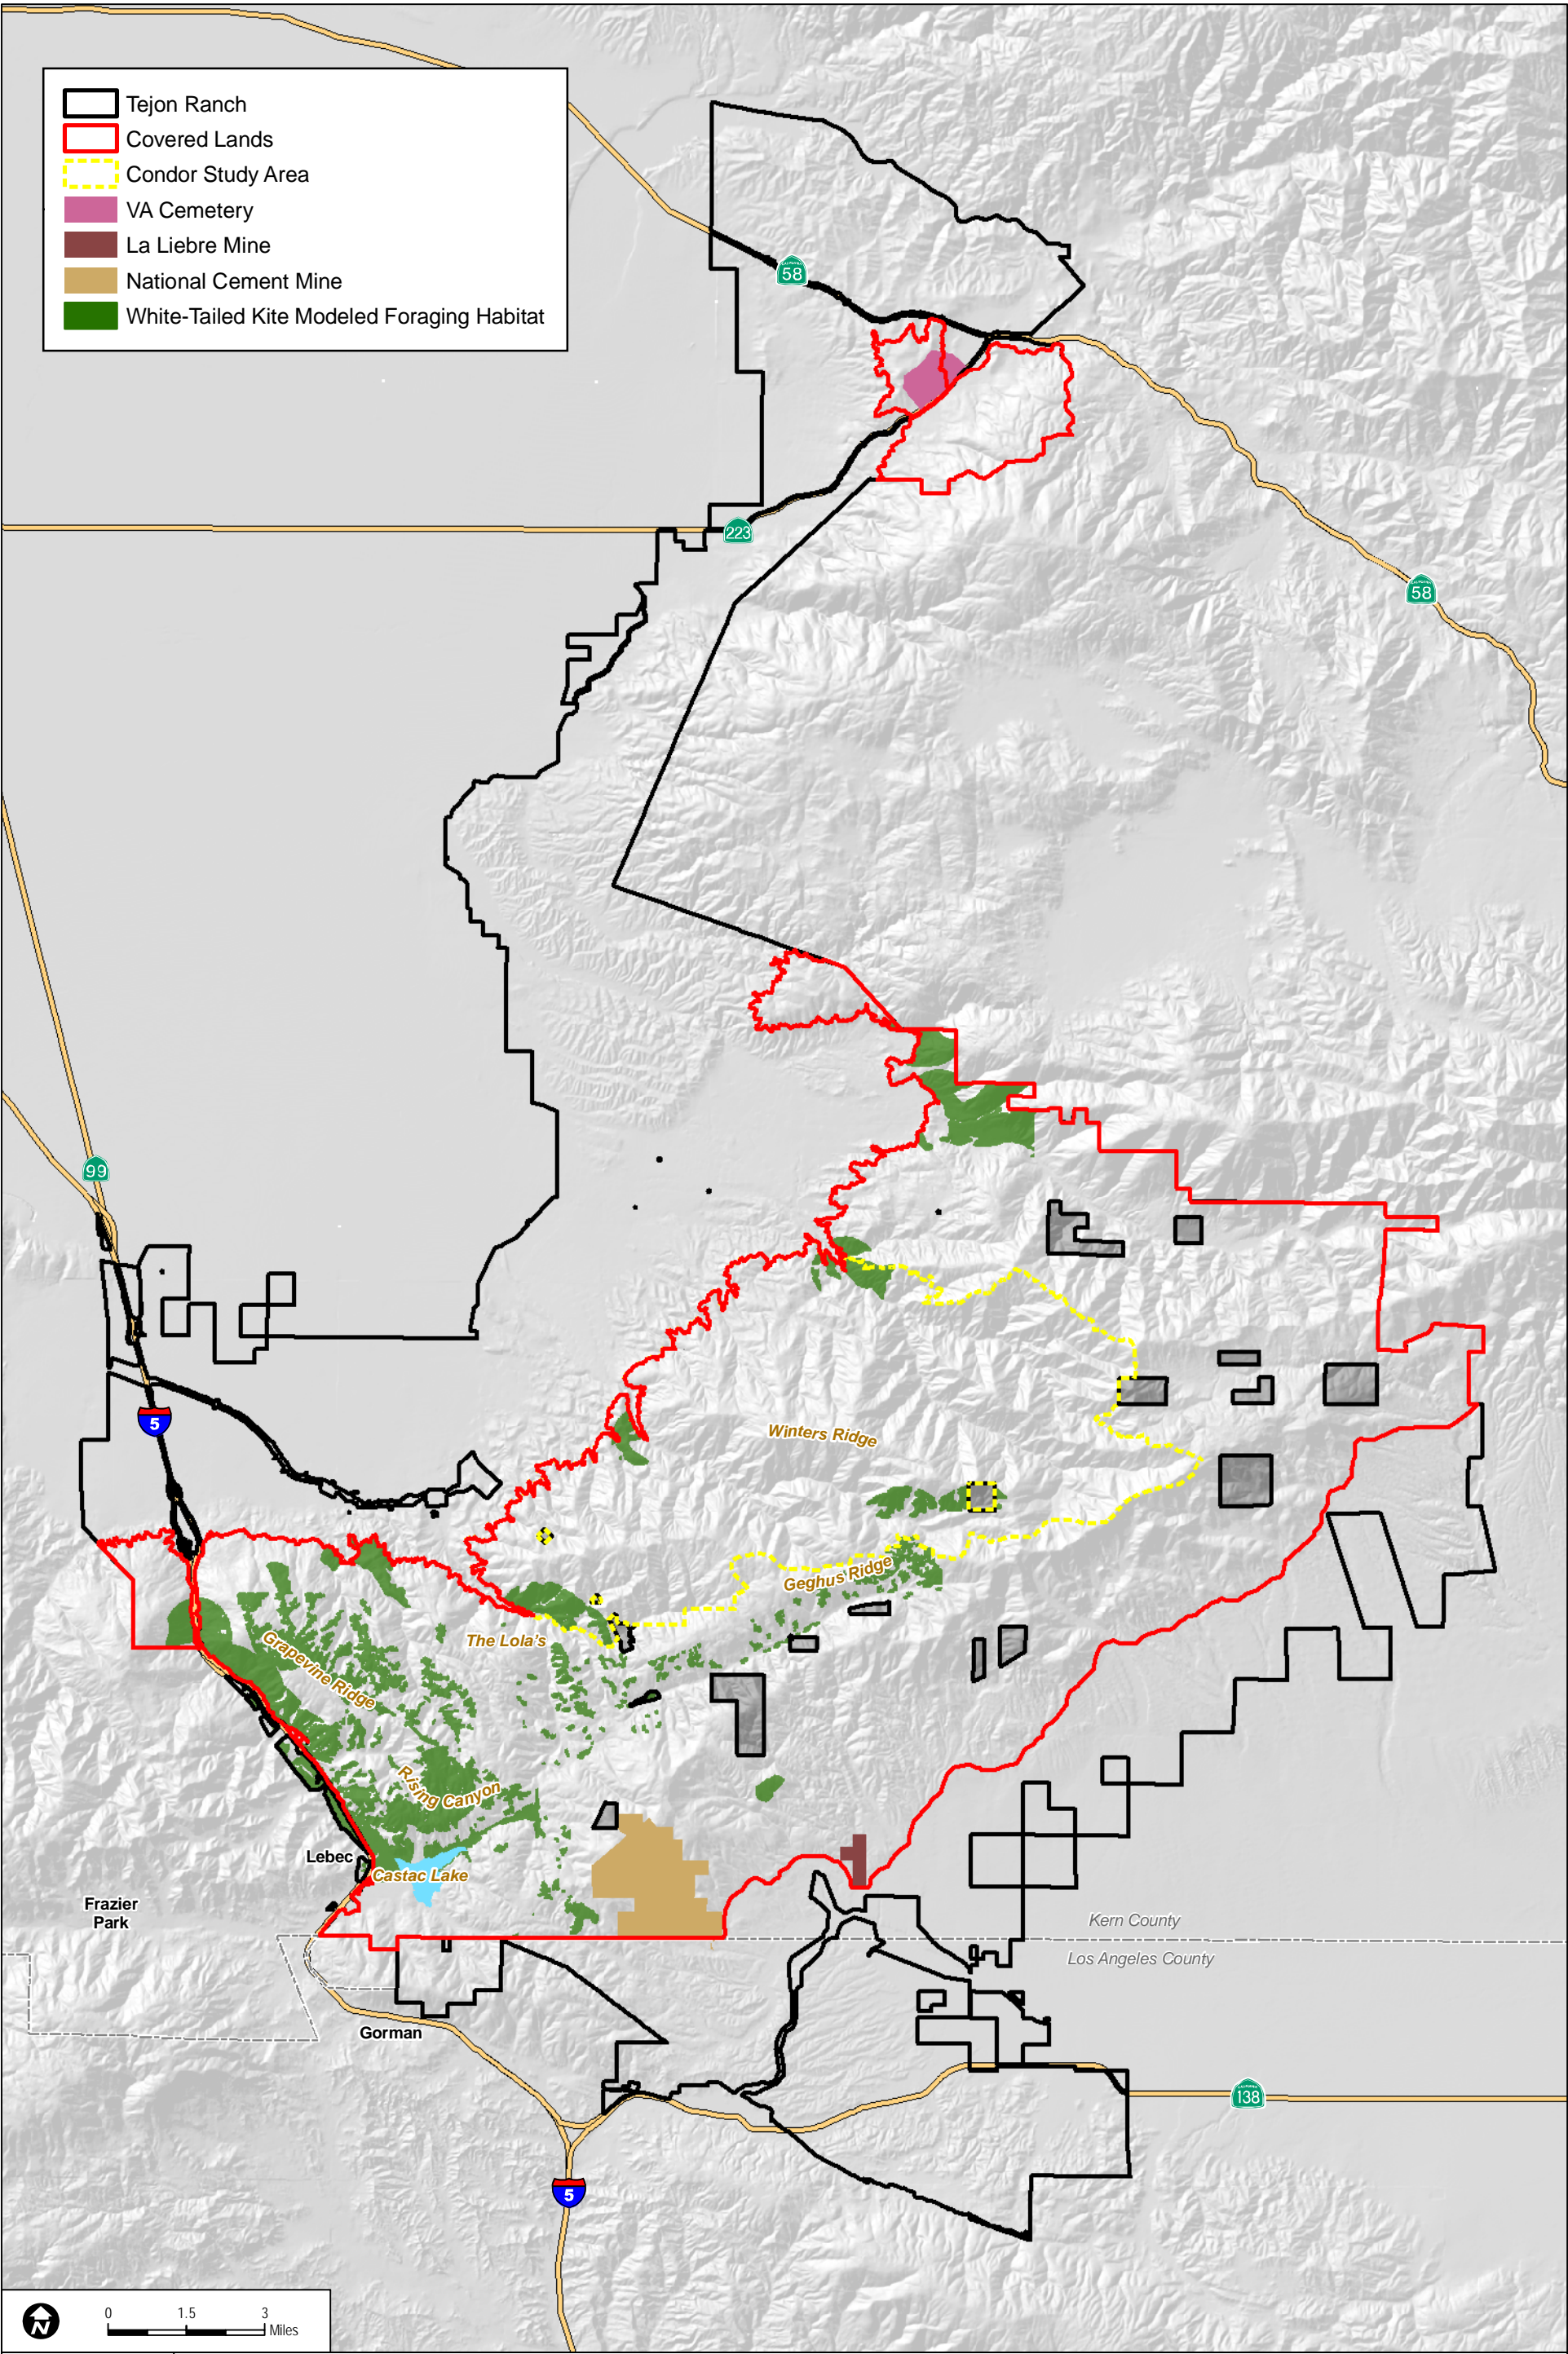 Tejon Ranch
Covered Lands
Condor Study Area
VA Cemetery
La Liebre Mine
National Cement Mine
White-Tailed Kite Modeled Foraging Habitat
58
223
58
99
5
Winters Ridge
Geghus Ridge
The Lola's
Grapevine Ridge
Rising Canyon
Lebec
Castac Lake
Frazier
Park
Kern County
Los Angeles County
Gorman
138
5
N
0 1.5 3
Miles